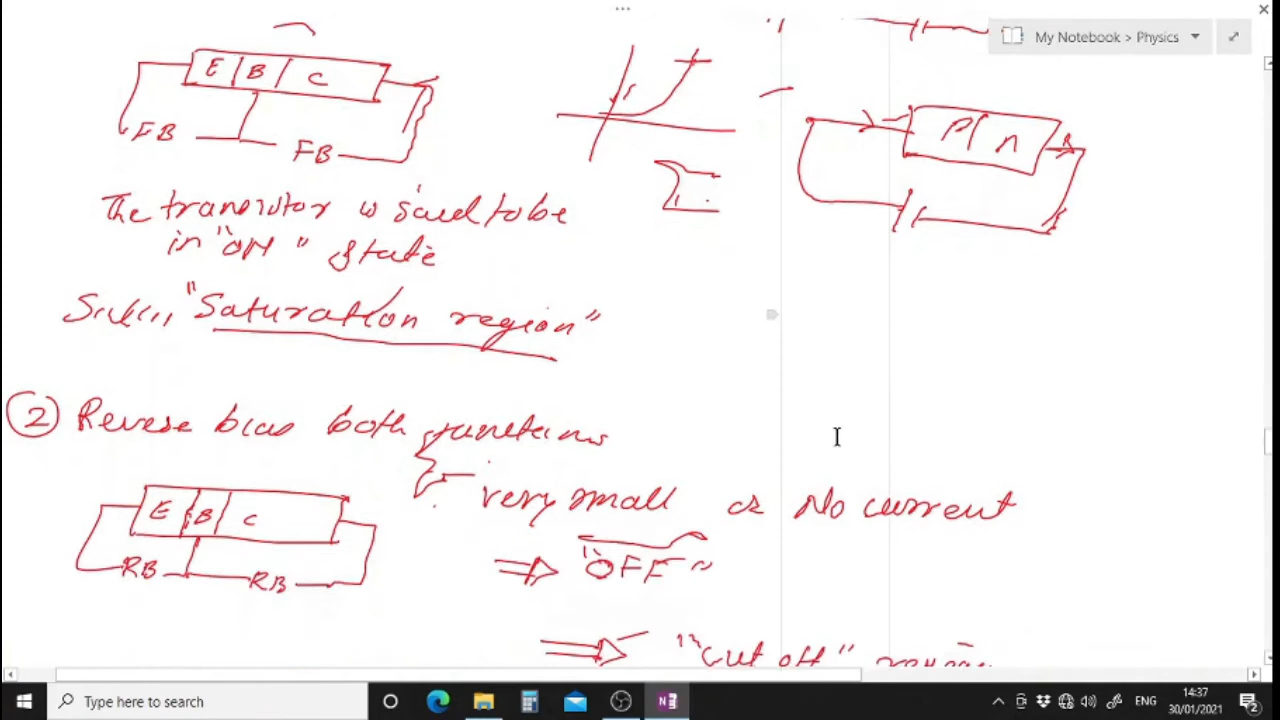 My Notebook > Physics
E B C
FB FB
P n
The transistor is said to be
in "ON" state
"Saturation region"
2 Reverse bias both junctions
very small or No current
E B C
RB RB
⇒ "OFF"
⇒ "cut off"
Type here to search
ENG
14:37
30/01/2021
2